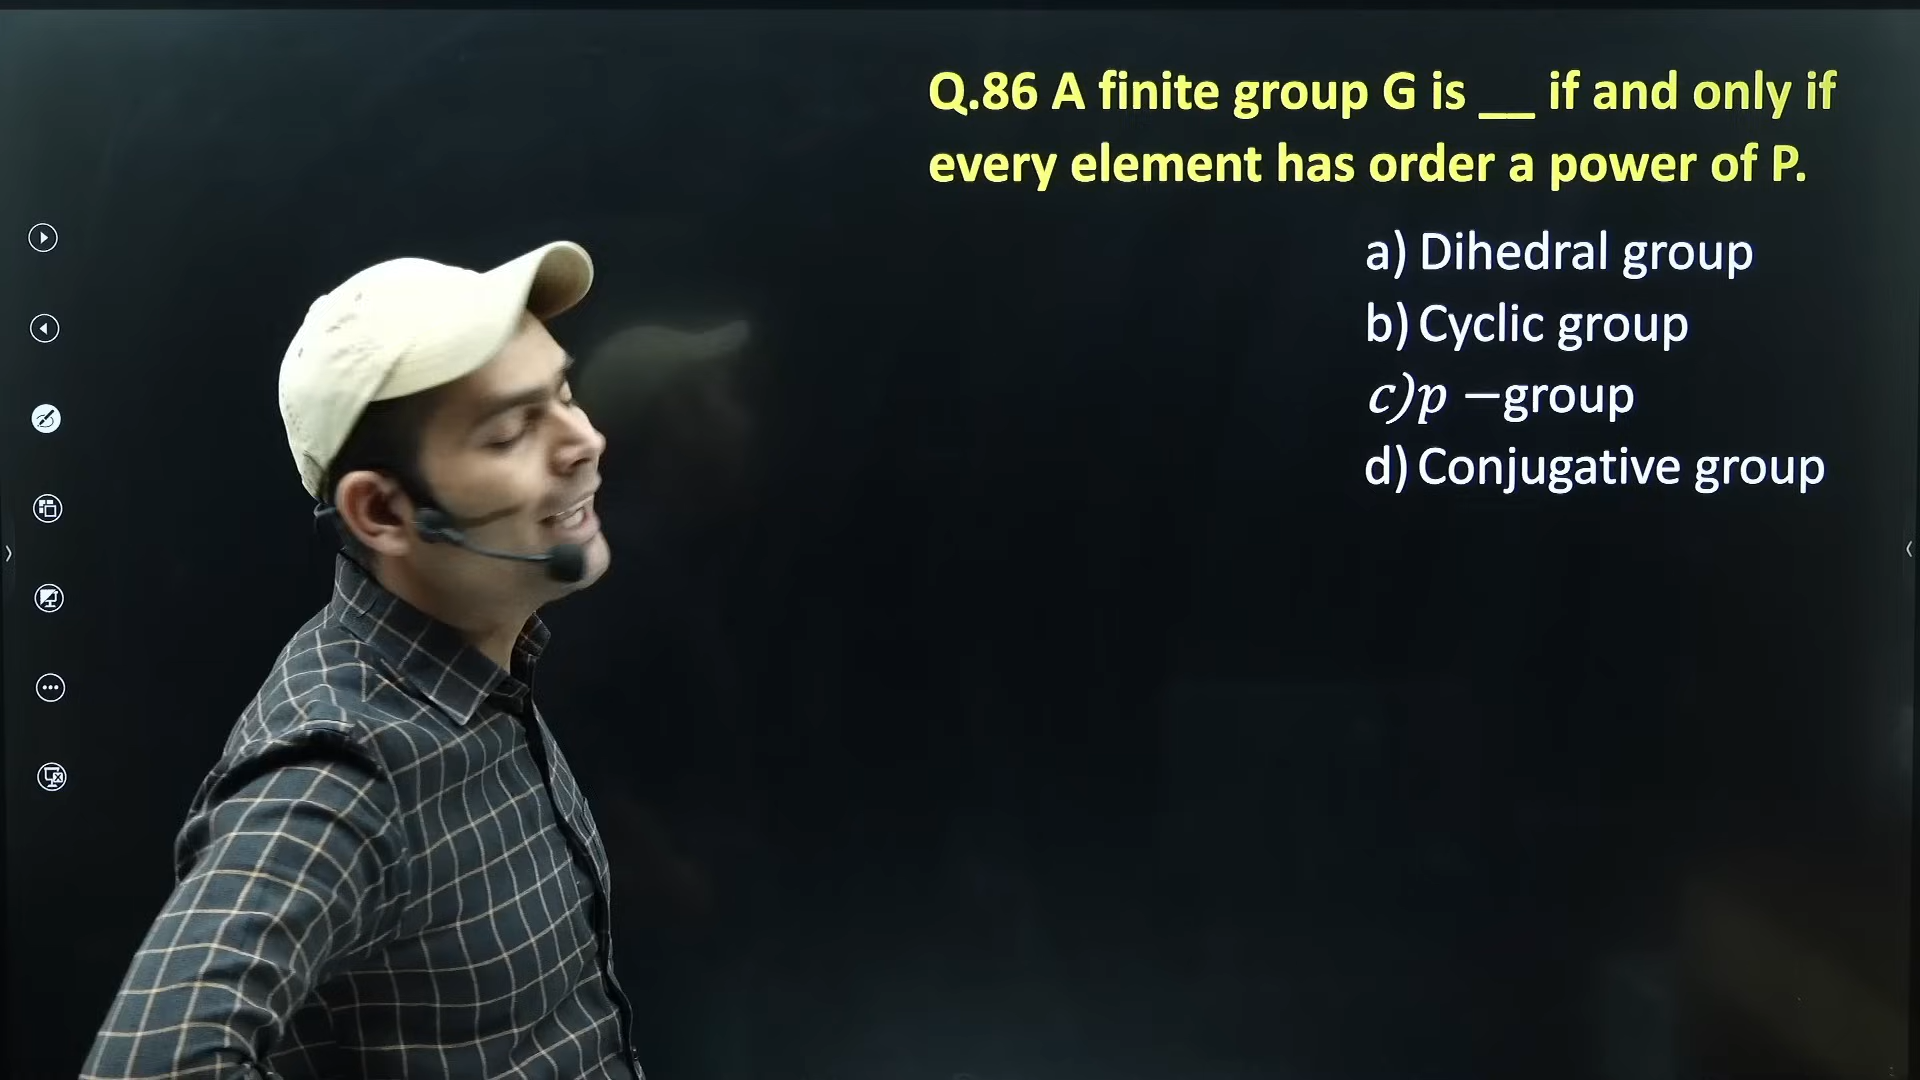 Q.86 A finite group G is __ if and only if
every element has order a power of P.
a) Dihedral group
b) Cyclic group
c)p –group
d) Conjugative group